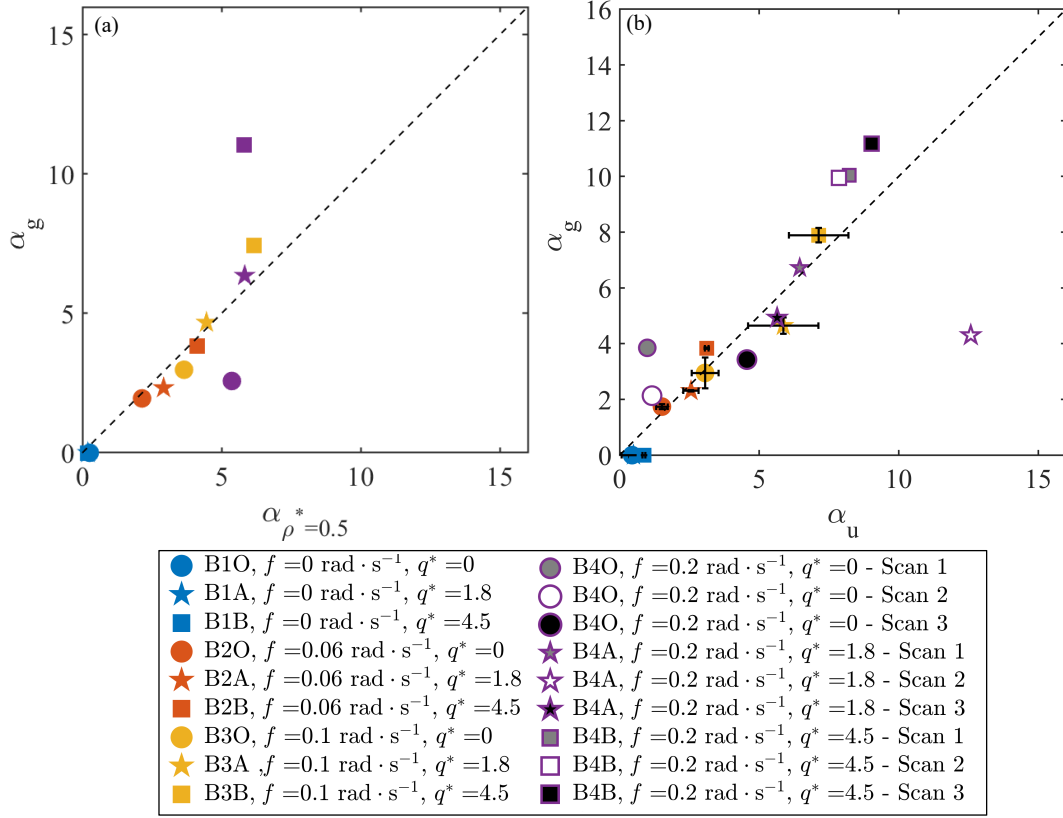 (a)
15
10
5
0
0
5
10
15
α_g
α_ρ*=0.5
(b)
16
14
12
10
8
6
4
2
0
0
5
10
15
α_g
α_u
B1O, f =0 rad · s⁻¹, q* =0
B1A, f =0 rad · s⁻¹, q* =1.8
B1B, f =0 rad · s⁻¹, q* =4.5
B2O, f =0.06 rad · s⁻¹, q* =0
B2A, f =0.06 rad · s⁻¹, q* =1.8
B2B, f =0.06 rad · s⁻¹, q* =4.5
B3O, f =0.1 rad · s⁻¹, q* =0
B3A ,f =0.1 rad · s⁻¹, q* =1.8
B3B, f =0.1 rad · s⁻¹, q* =4.5
B4O, f =0.2 rad · s⁻¹, q* =0 - Scan 1
B4O, f =0.2 rad · s⁻¹, q* =0 - Scan 2
B4O, f =0.2 rad · s⁻¹, q* =0 - Scan 3
B4A, f =0.2 rad · s⁻¹, q* =1.8 - Scan 1
B4A, f =0.2 rad · s⁻¹, q* =1.8 - Scan 2
B4A, f =0.2 rad · s⁻¹, q* =1.8 - Scan 3
B4B, f =0.2 rad · s⁻¹, q* =4.5 - Scan 1
B4B, f =0.2 rad · s⁻¹, q* =4.5 - Scan 2
B4B, f =0.2 rad · s⁻¹, q* =4.5 - Scan 3